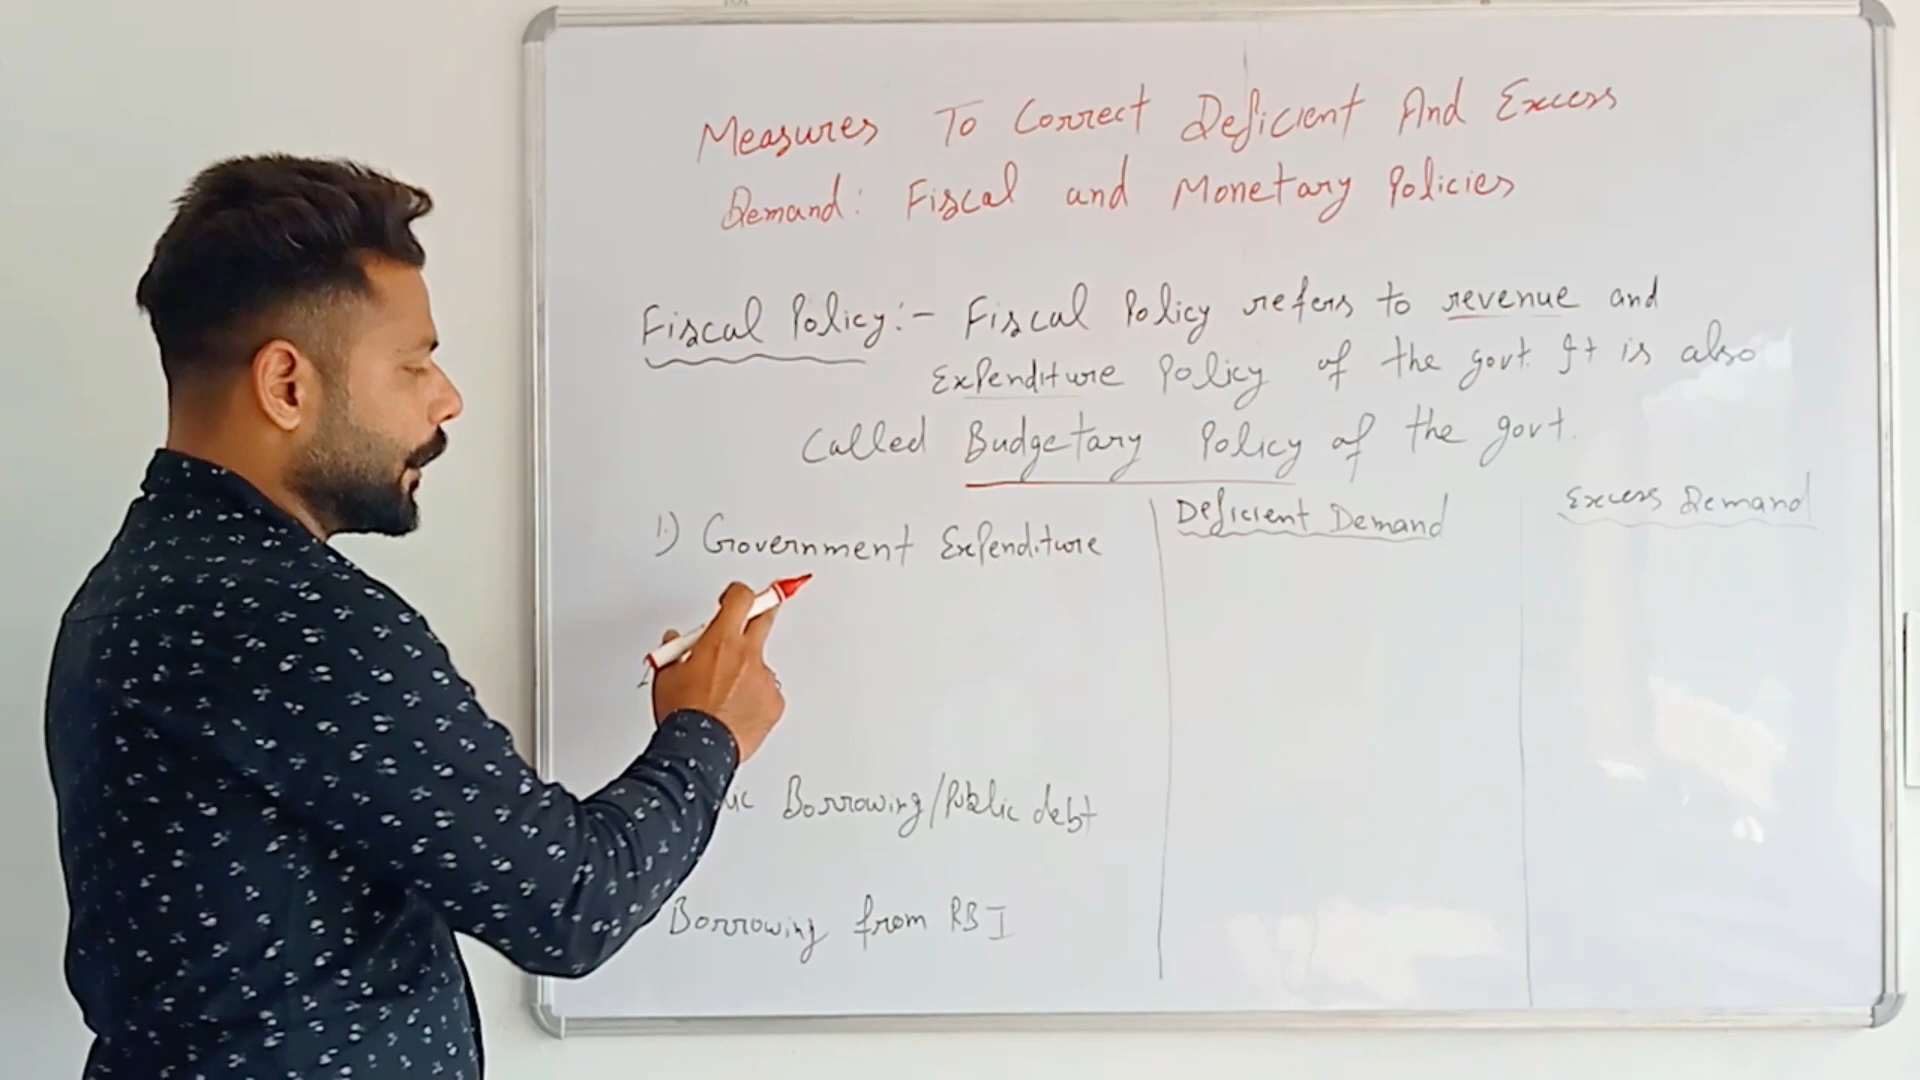 Measures To Correct Deficient And Excess
Demand: Fiscal and Monetary Policies
Fiscal Policy:- Fiscal Policy refers to revenue and
Expenditure Policy of the govt. It is also
Called Budgetary Policy of the govt.
Deficient Demand
Excess Demand
1.) Government Expenditure
Borrowing/Public debt
Borrowing from RBI